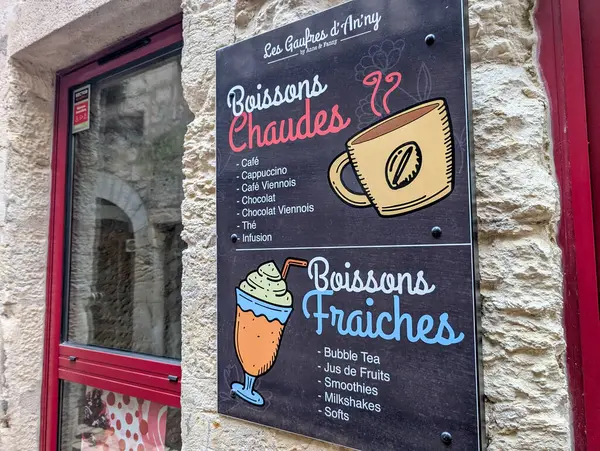 Les Gaufres d'An'ny
by Anne & Fanny
Boissons
Chaudes
- Café
- Cappuccino
- Café Viennois
- Chocolat
- Chocolat Viennois
- Thé
- Infusion
Boissons
Fraiches
- Bubble Tea
- Jus de Fruits
- Smoothies
- Milkshakes
- Softs